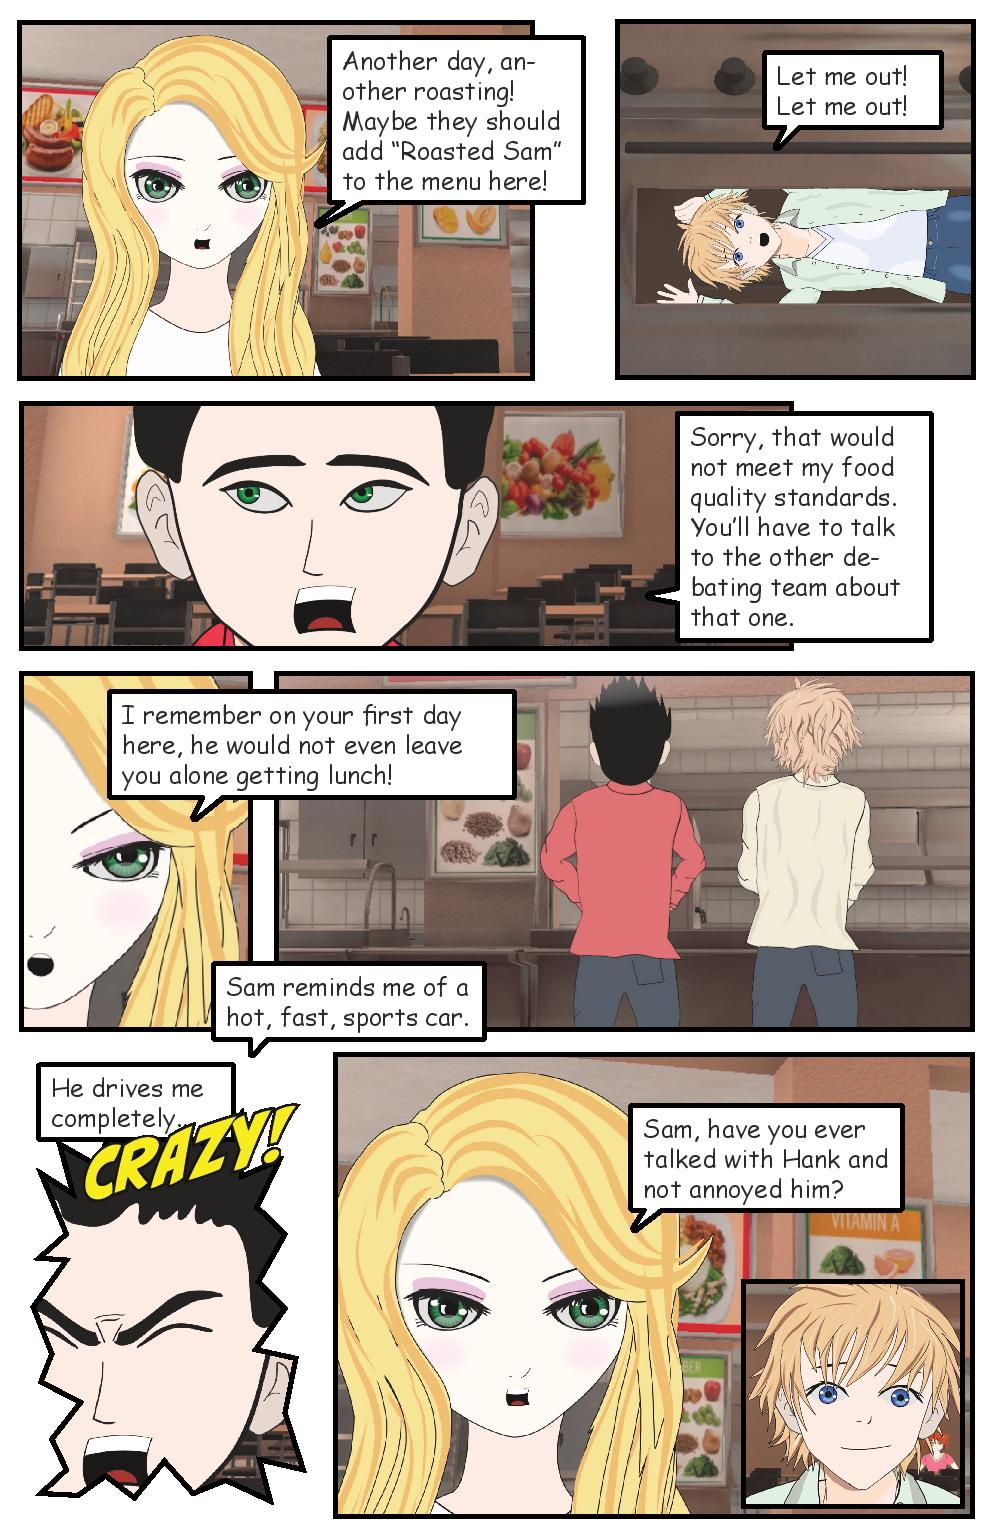 Another day, an-
other roasting!
Maybe they should
add “Roasted Sam”
to the menu here!
Let me out!
Let me out!
Sorry, that would
not meet my food
quality standards.
You’ll have to talk
to the other de-
bating team about
that one.
I remember on your first day
here, he would not even leave
you alone getting lunch!
Sam reminds me of a
hot, fast, sports car.
He drives me
completely...
CRAZY!
Sam, have you ever
talked with Hank and
not annoyed him?
VITAMIN A
BER